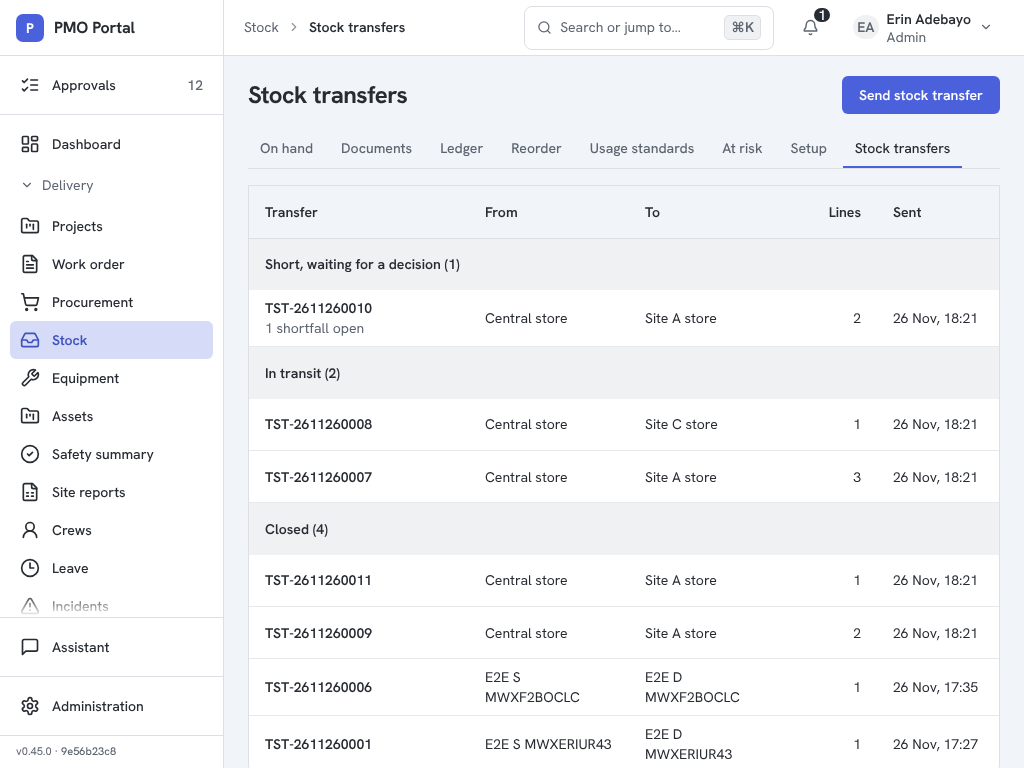 P PMO Portal
Stock > Stock transfers
Search or jump to... ⌘K
1
EA
Erin Adebayo
Admin
Approvals 12
Dashboard
Delivery
Projects
Work order
Procurement
Stock
Equipment
Assets
Safety summary
Site reports
Crews
Leave
Incidents
Assistant
Administration
v0.45.0 · 9e56b23c8
Stock transfers
Send stock transfer
On hand Documents Ledger Reorder Usage standards At risk Setup Stock transfers
Transfer From To Lines Sent
Short, waiting for a decision (1)
TST-2611260010 Central store Site A store 2 26 Nov, 18:21
1 shortfall open
In transit (2)
TST-2611260008 Central store Site C store 1 26 Nov, 18:21
TST-2611260007 Central store Site A store 3 26 Nov, 18:21
Closed (4)
TST-2611260011 Central store Site A store 1 26 Nov, 18:21
TST-2611260009 Central store Site A store 2 26 Nov, 18:21
TST-2611260006 E2E S MWXF2BOCLC E2E D MWXF2BOCLC 1 26 Nov, 17:35
TST-2611260001 E2E S MWXERIUR43 E2E D MWXERIUR43 1 26 Nov, 17:27